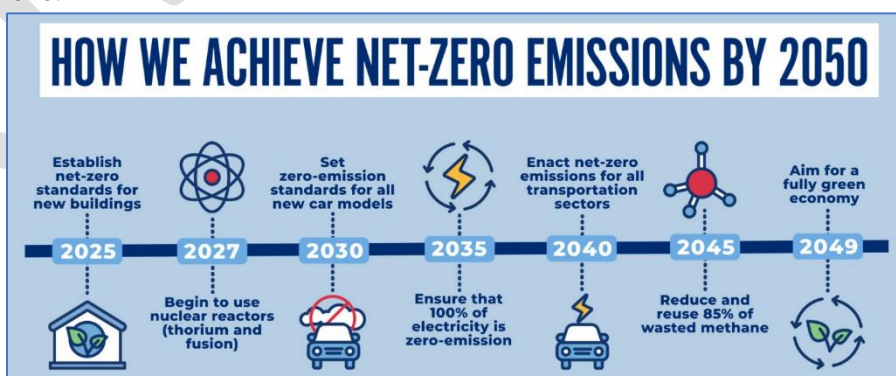 HOW WE ACHIEVE NET-ZERO EMISSIONS BY 2050
Establish
net-zero
standards for
new buildings
2025
2027
Begin to use
nuclear reactors
(thorium and
fusion)
Set
zero-emission
standards for all
new car models
2030
2035
Ensure that
100% of
electricity is
zero-emission
Enact net-zero
emissions for all
transportation
sectors
2040
2045
Reduce and
reuse 85% of
wasted methane
Aim for a
fully green
economy
2049